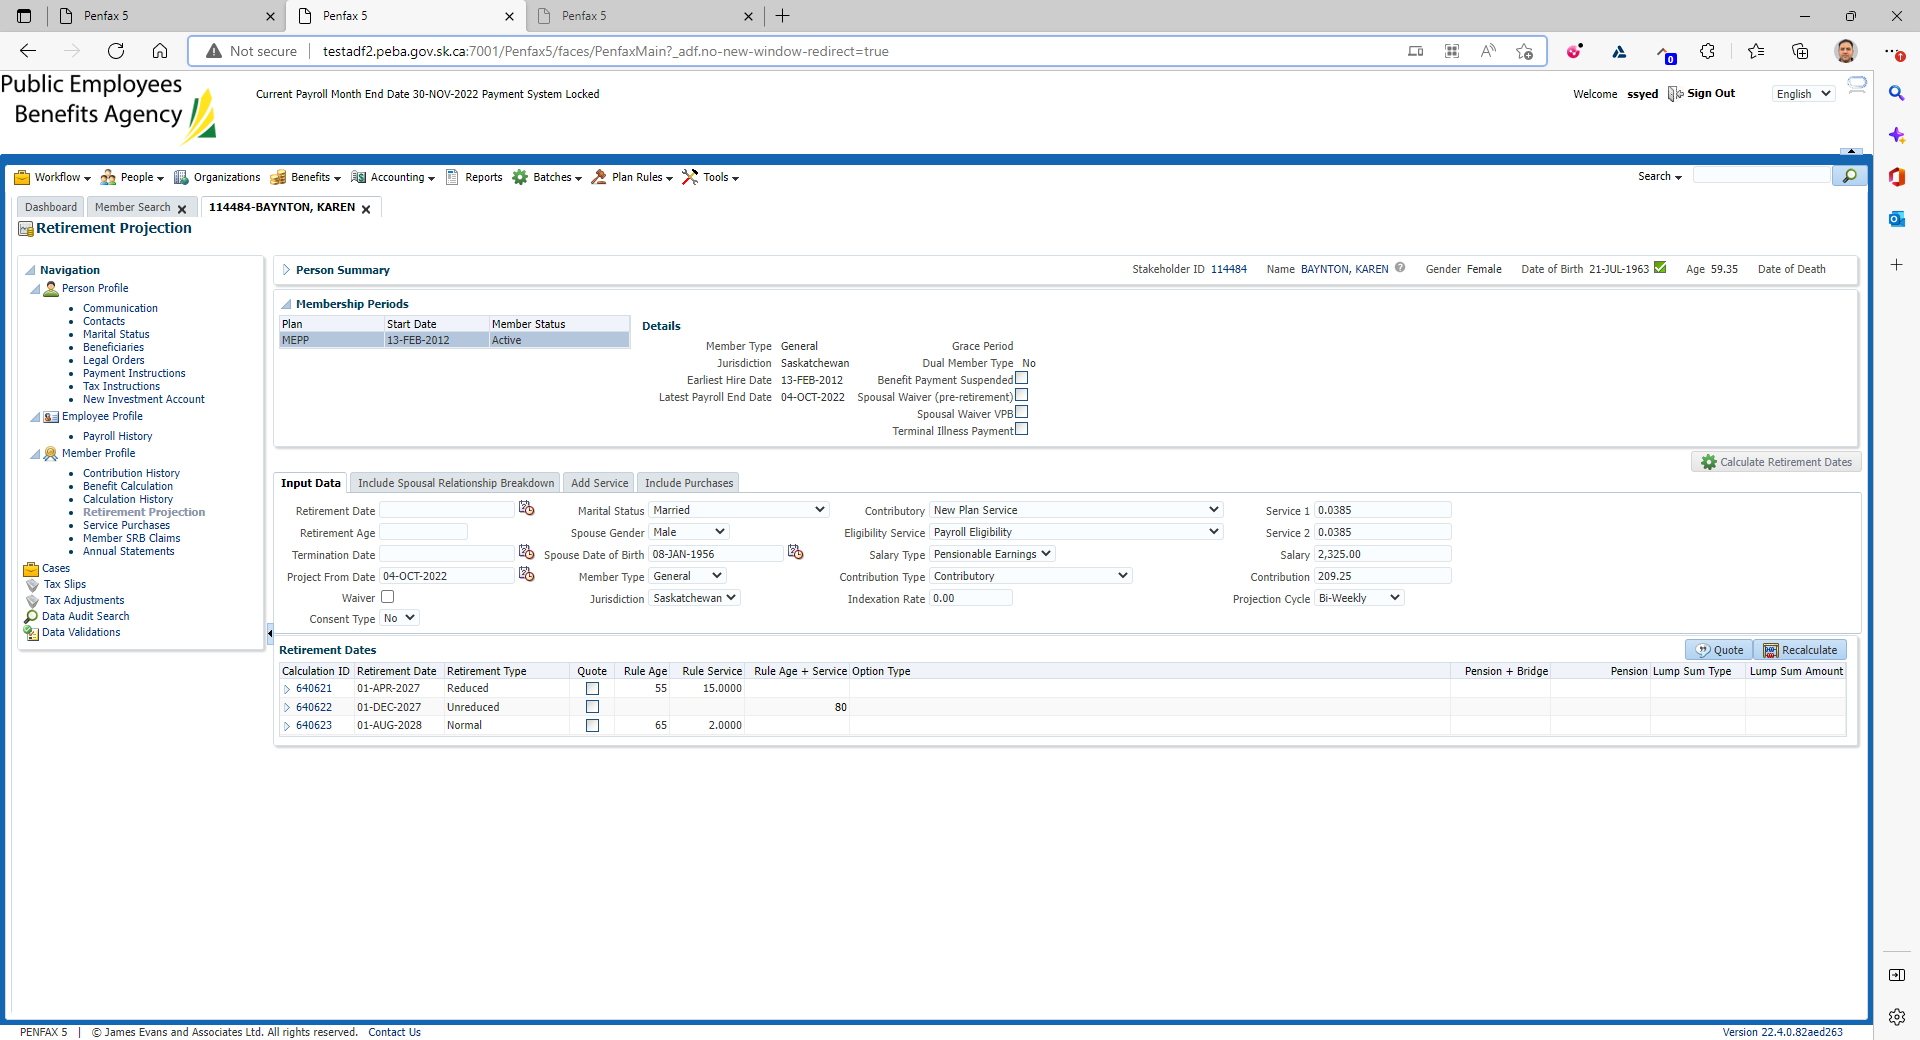 Penfax 5
Penfax 5
Penfax 5
Not secure
testadf2.peba.gov.sk.ca:7001/Penfax5/faces/PenfaxMain?_adf.no-new-window-redirect=true
0
1
Public Employees
Benefits Agency
Current Payroll Month End Date 30-NOV-2022 Payment System Locked
Welcome ssyed Sign Out English
Workflow People Organizations Benefits Accounting Reports Batches Plan Rules Tools Search
Dashboard Member Search 114484-BAYNTON, KAREN
Retirement Projection
Navigation
Person Profile
Communication
Contacts
Marital Status
Beneficiaries
Legal Orders
Payment Instructions
Tax Instructions
New Investment Account
Employee Profile
Payroll History
Member Profile
Contribution History
Benefit Calculation
Calculation History
Retirement Projection
Service Purchases
Member SRB Claims
Annual Statements
Cases
Tax Slips
Tax Adjustments
Data Audit Search
Data Validations
Person Summary Stakeholder ID 114484 Name BAYNTON, KAREN Gender Female Date of Birth 21-JUL-1963 Age 59.35 Date of Death
Membership Periods
Plan Start Date Member Status
MEPP 13-FEB-2012 Active
Details
Member Type General Grace Period
Jurisdiction Saskatchewan Dual Member Type No
Earliest Hire Date 13-FEB-2012 Benefit Payment Suspended
Latest Payroll End Date 04-OCT-2022 Spousal Waiver (pre-retirement)
Spousal Waiver VPB
Terminal Illness Payment
Calculate Retirement Dates
Input Data Include Spousal Relationship Breakdown Add Service Include Purchases
Retirement Date Marital Status Married Contributory New Plan Service Service 1 0.0385
Retirement Age Spouse Gender Male Eligibility Service Payroll Eligibility Service 2 0.0385
Termination Date Spouse Date of Birth 08-JAN-1956 Salary Type Pensionable Earnings Salary 2,325.00
Project From Date 04-OCT-2022 Member Type General Contribution Type Contributory Contribution 209.25
Waiver Jurisdiction Saskatchewan Indexation Rate 0.00 Projection Cycle Bi-Weekly
Consent Type No
Retirement Dates Quote Recalculate
Calculation ID Retirement Date Retirement Type Quote Rule Age Rule Service Rule Age + Service Option Type Pension + Bridge Pension Lump Sum Type Lump Sum Amount
640621 01-APR-2027 Reduced 55 15.0000
640622 01-DEC-2027 Unreduced 80
640623 01-AUG-2028 Normal 65 2.0000
PENFAX 5 | © James Evans and Associates Ltd. All rights reserved. Contact Us Version 22.4.0.82aed263